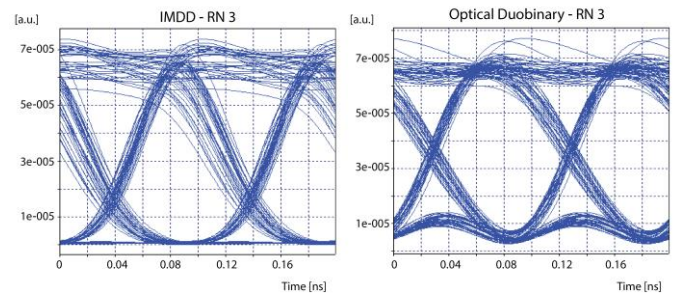 IMDD - RN 3
[a.u.]
7e-005
5e-005
3e-005
1e-005
0 0.04 0.08 0.12 0.16
Time [ns]
Optical Duobinary - RN 3
[a.u.]
7e-005
5e-005
3e-005
1e-005
0 0.04 0.08 0.12 0.16
Time [ns]